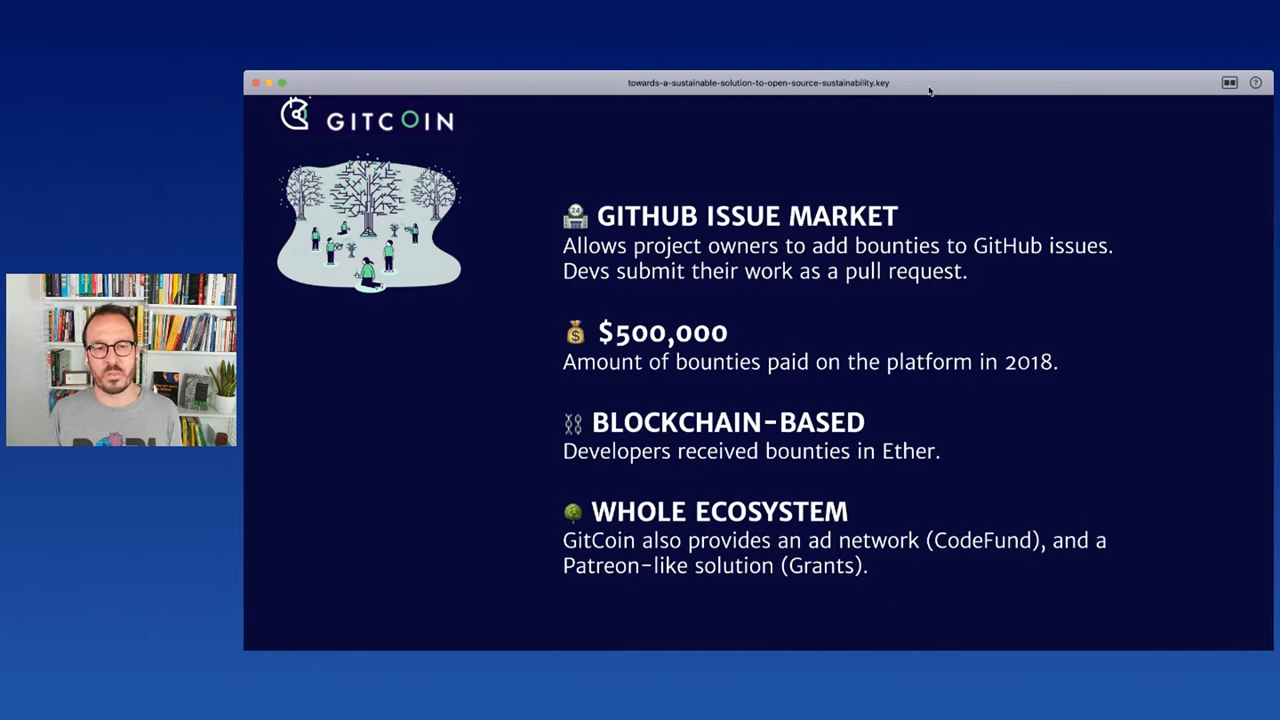 towards-a-sustainable-solution-to-open-source-sustainability.key
GITCOIN
GITHUB ISSUE MARKET
Allows project owners to add bounties to GitHub issues.
Devs submit their work as a pull request.
$500,000
Amount of bounties paid on the platform in 2018.
BLOCKCHAIN-BASED
Developers received bounties in Ether.
WHOLE ECOSYSTEM
GitCoin also provides an ad network (CodeFund), and a
Patreon-like solution (Grants).